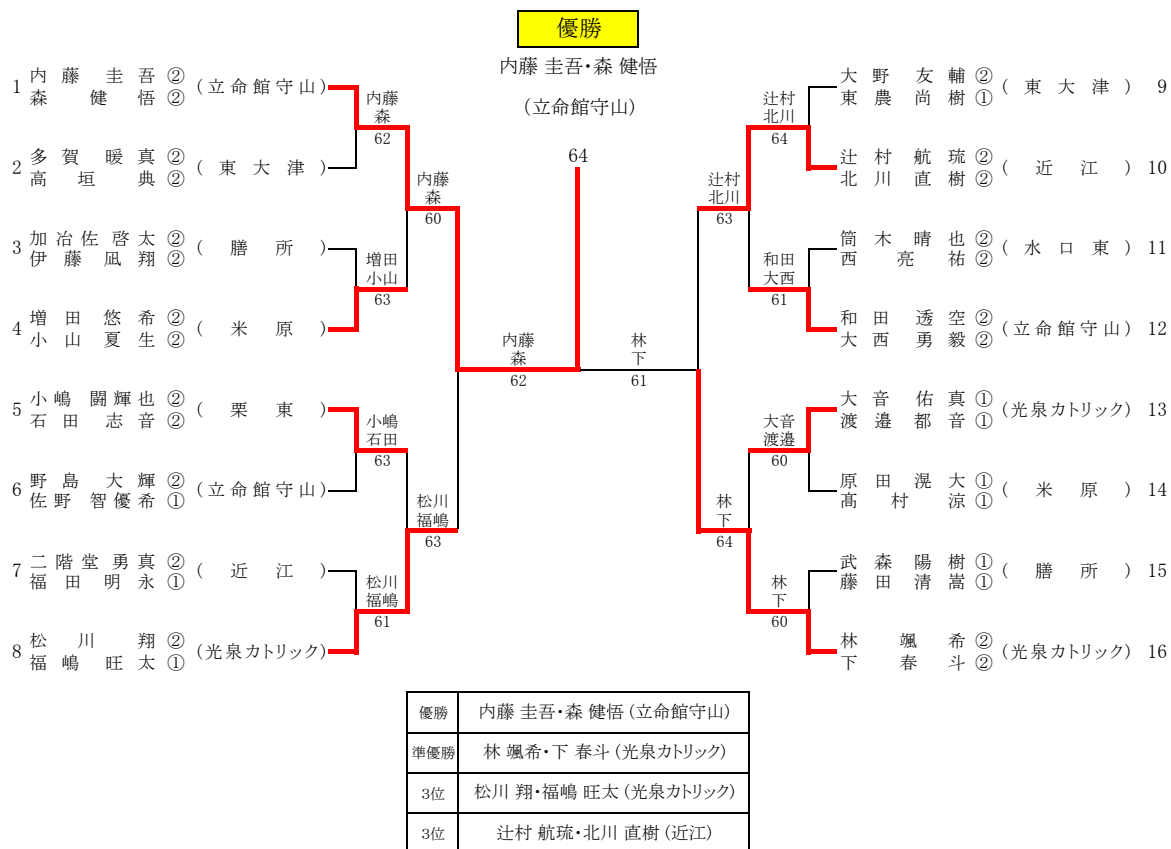 優勝
内藤 圭吾・森 健悟
(立命館守山)
64
1 内藤 圭吾 ② (立命館守山)
森 健悟 ②
2 多賀 暖真 ② (東大津)
高垣 典 ②
3 加冶佐 啓太 ② (膳所)
伊藤 凪翔 ②
4 増田 悠希 ② (米原)
小山 夏生 ②
5 小嶋 闘輝也 ② (栗東)
石田 志音 ②
6 野島 大輝 ② (立命館守山)
佐野 智優希 ①
7 二階堂 勇真 ② (近江)
福田 明永 ①
8 松川 翔 ② (光泉カトリック)
福嶋 旺太 ①
内藤
森
62
増田
小山
63
小嶋
石田
63
松川
福嶋
61
内藤
森
60
松川
福嶋
63
内藤
森
62
林
下
61
辻村
北川
63
林
下
64
辻村
北川
64
和田
大西
61
大音
渡邉
60
林
下
60
大野 友輔 ② (東大津) 9
東農 尚樹 ①
辻村 航琉 ② (近江) 10
北川 直樹 ②
筒木 晴也 ② (水口東) 11
西 亮祐 ②
和田 透空 ② (立命館守山) 12
大西 勇毅 ②
大音 佑真 ① (光泉カトリック) 13
渡邉 都音 ①
原田 滉大 ① (米原) 14
髙村 涼 ①
武森 陽樹 ① (膳所) 15
藤田 清嵩 ①
林 颯希 ② (光泉カトリック) 16
下 春斗 ②
優勝 内藤 圭吾・森 健悟 (立命館守山)
準優勝 林 颯希・下 春斗 (光泉カトリック)
3位 松川 翔・福嶋 旺太 (光泉カトリック)
3位 辻村 航琉・北川 直樹 (近江)